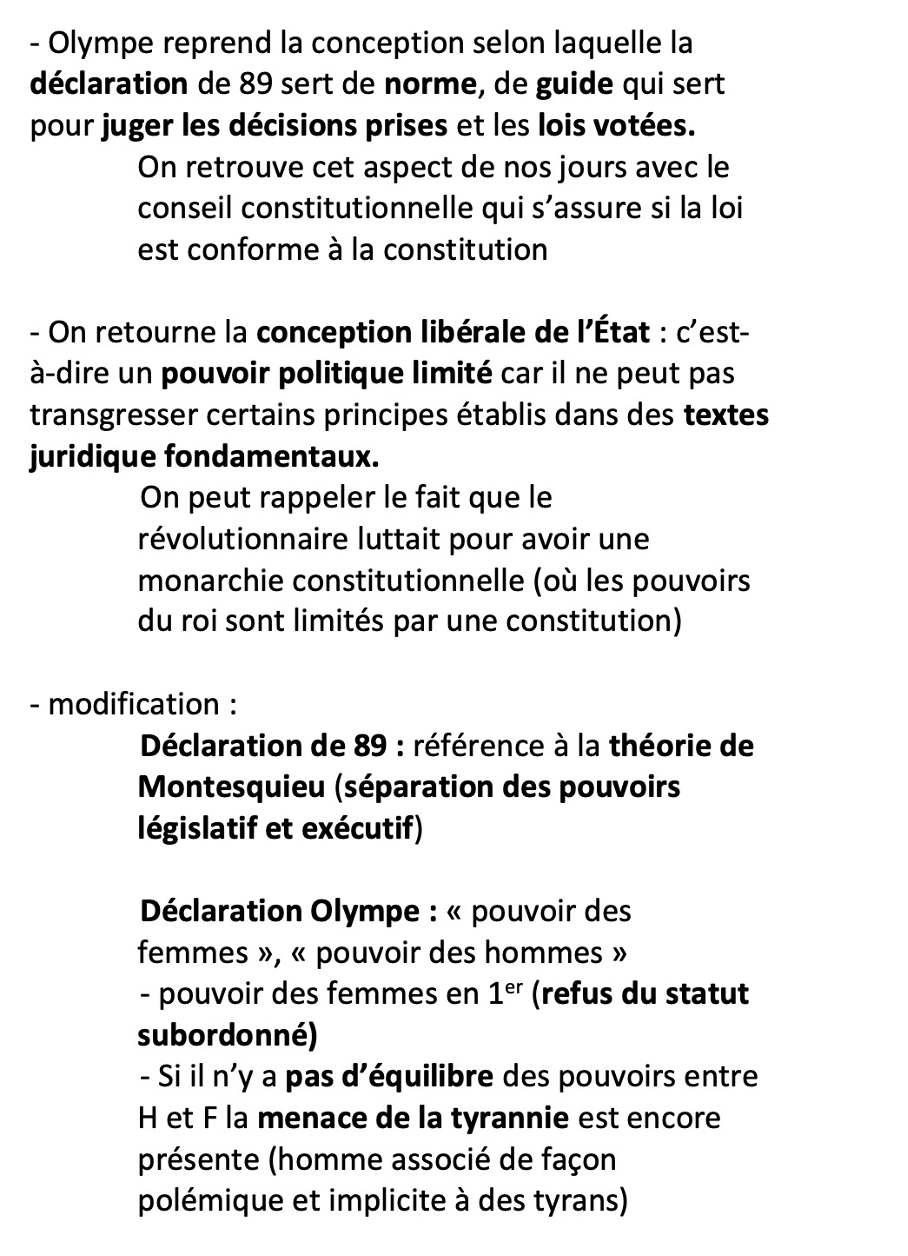 - Olympe reprend la conception selon laquelle la
déclaration de 89 sert de norme, de guide qui sert
pour juger les décisions prises et les lois votées.
On retrouve cet aspect de nos jours avec le
conseil constitutionnelle qui s’assure si la loi
est conforme à la constitution
- On retourne la conception libérale de l’État : c’est-
à-dire un pouvoir politique limité car il ne peut pas
transgresser certains principes établis dans des textes
juridique fondamentaux.
On peut rappeler le fait que le
révolutionnaire luttait pour avoir une
monarchie constitutionnelle (où les pouvoirs
du roi sont limités par une constitution)
- modification :
Déclaration de 89 : référence à la théorie de
Montesquieu (séparation des pouvoirs
législatif et exécutif)
Déclaration Olympe : « pouvoir des
femmes », « pouvoir des hommes »
- pouvoir des femmes en 1er (refus du statut
subordonné)
- Si il n’y a pas d’équilibre des pouvoirs entre
H et F la menace de la tyrannie est encore
présente (homme associé de façon
polémique et implicite à des tyrans)